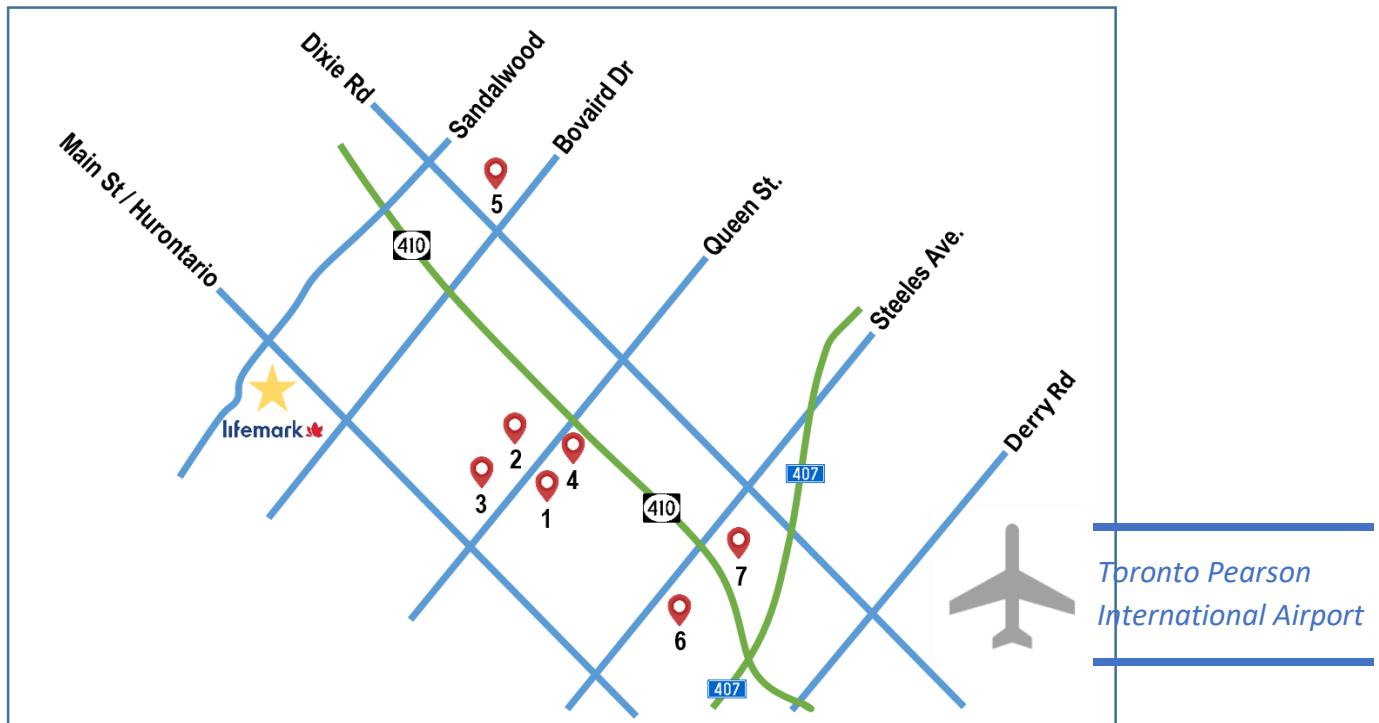 Dixie Rd
Sandalwood
Bovaird Dr
Main St / Hurontario
5
410
Queen St.
Steeles Ave.
Derry Rd
lifemark
2
4
3
1
407
410
7
6
407
Toronto Pearson
International Airport